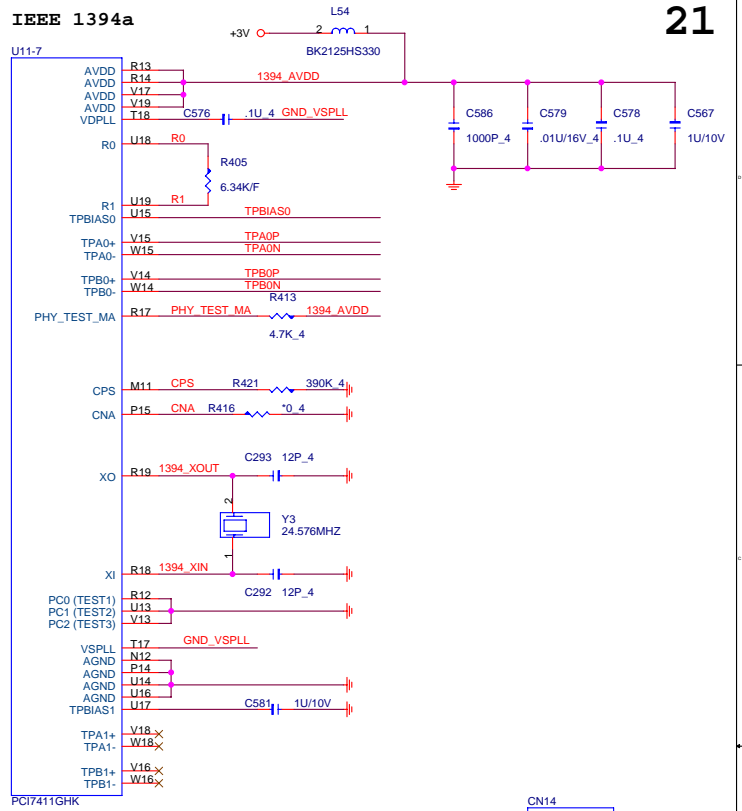 IEEE 1394a
21
L54
+3V
2
1
BK2125HS330
U11-7
AVDD R13
AVDD R14 1394_AVDD
AVDD V17
AVDD V19
VDPLL T18 C576 .1U_4 GND_VSPLL
C586 C579 C578 C567
1000P_4 .01U/16V_4 .1U_4 1U/10V
R0 U18 R0
R405
6.34K/F
R1 U19 R1
TPBIAS0 U15 TPBIAS0
TPA0+ V15 TPA0P
TPA0- W15 TPA0N
TPB0+ V14 TPB0P
TPB0- W14 TPB0N
R413
PHY_TEST_MA R17 PHY_TEST_MA 1394_AVDD
4.7K_4
CPS M11 CPS R421 390K_4
CNA P15 CNA R416 *0_4
C293 12P_4
XO R19 1394_XOUT
2
Y3
24.576MHZ
1
XI R18 1394_XIN
C292 12P_4
PC0 (TEST1) R12
PC1 (TEST2) U13
PC2 (TEST3) V13
VSPLL T17 GND_VSPLL
AGND N12
AGND P14
AGND U14
AGND U16
TPBIAS1 U17 C581 1U/10V
TPA1+ V18
TPA1- W18
TPB1+ V16
TPB1- W16
PCI7411GHK
CN14